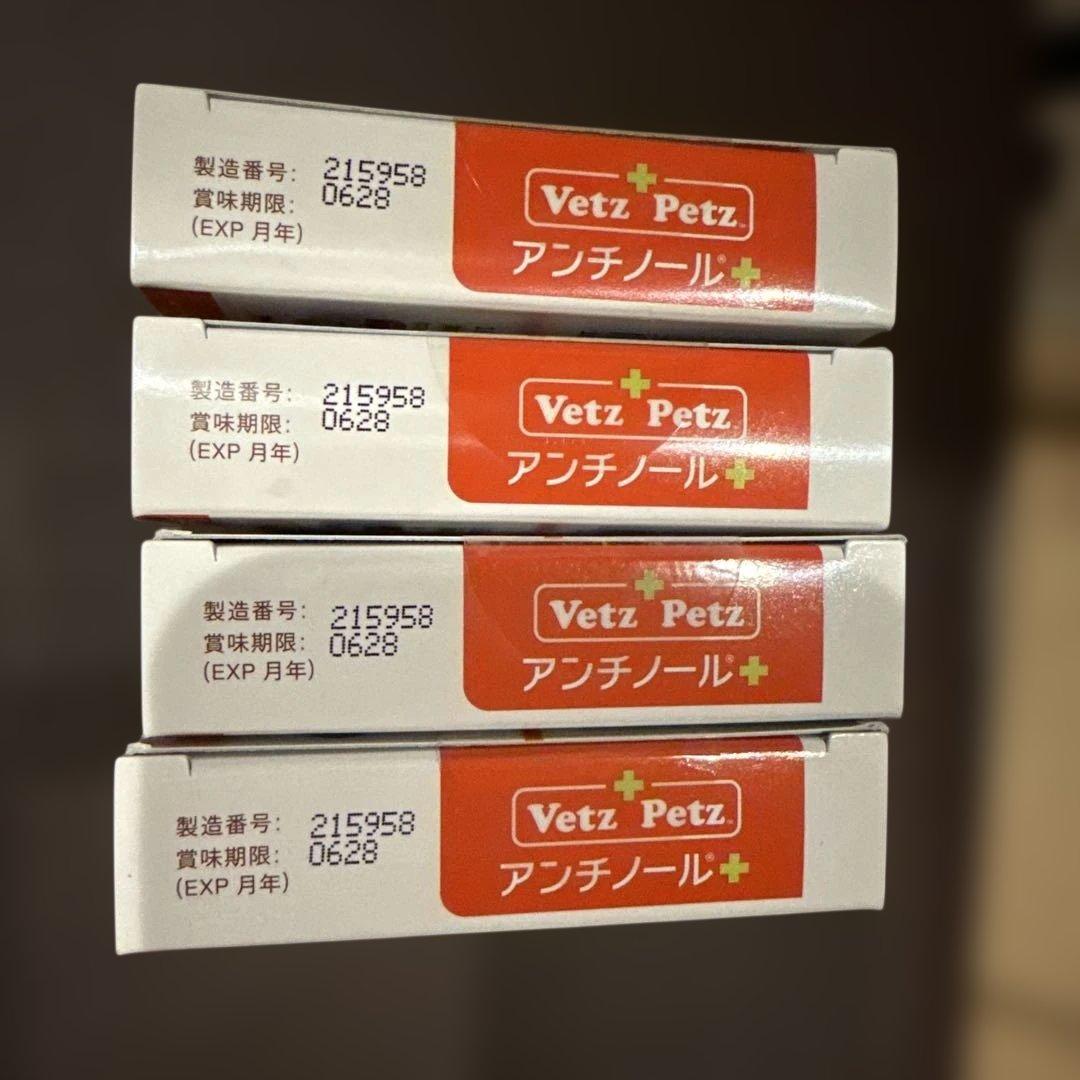 製造番号: 215958
賞味期限: 0628
(EXP 月年)
Vetz Petz™
アンチノール®
製造番号: 215958
賞味期限: 0628
(EXP 月年)
Vetz Petz
アンチノール
製造番号: 215958
賞味期限: 0628
(EXP 月年)
Vetz Petz
アンチノール®
製造番号: 215958
賞味期限: 0628
(EXP 月年)
Vetz Petz™
アンチノール®